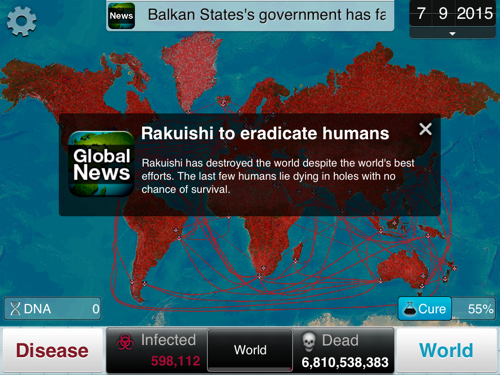 News
Balkan States's government has fa
7 9 2015
Rakuishi to eradicate humans
Global
News
Rakuishi has destroyed the world despite the world's best
efforts. The last few humans lie dying in holes with no
chance of survival.
DNA 0
Cure 55%
Disease
Infected
598,112
World
Dead
6,810,538,383
World